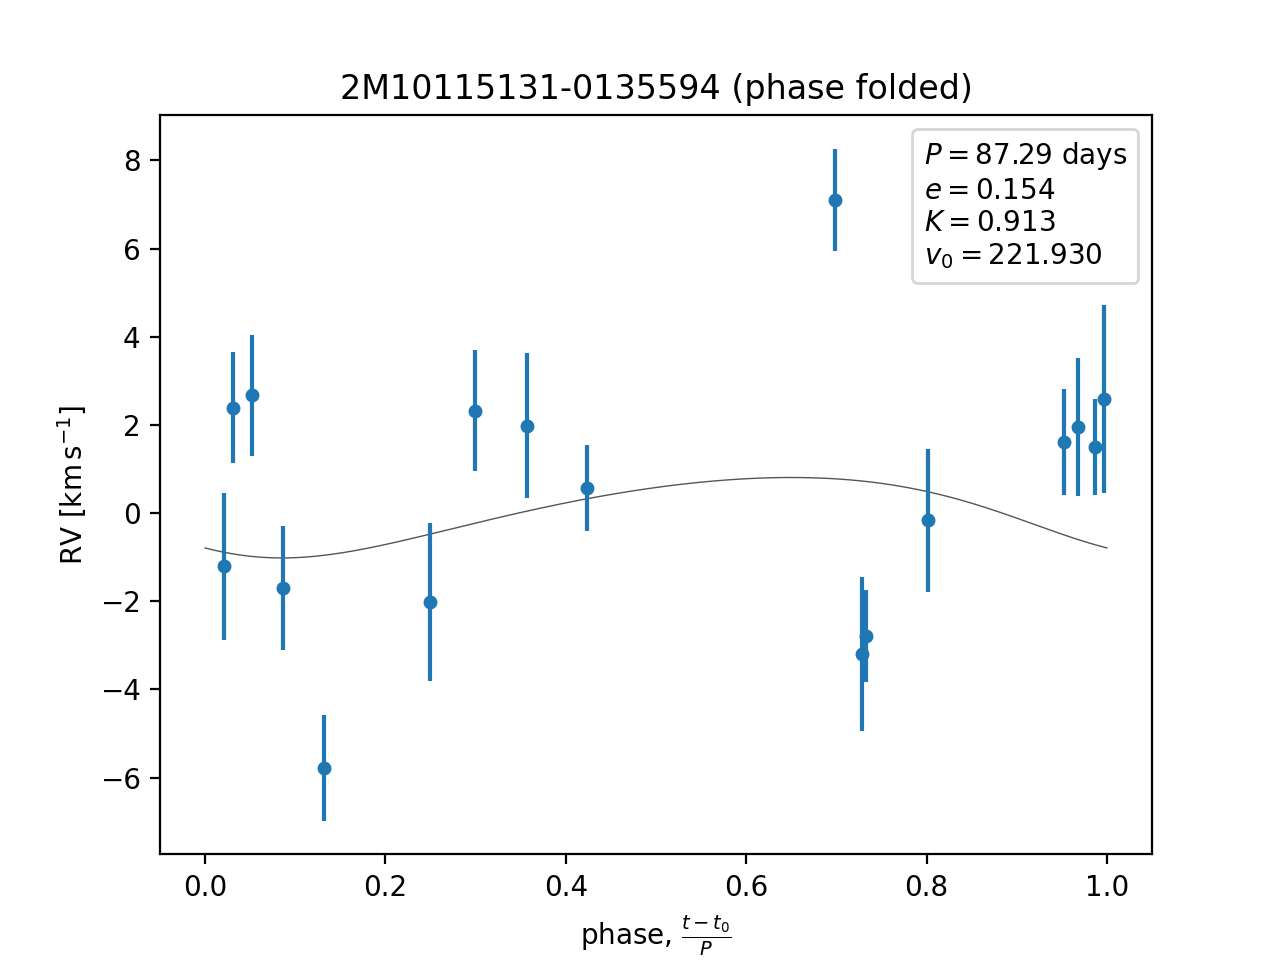 2M10115131-0135594 (phase folded)
P = 87.29 days
e = 0.154
K = 0.913
v₀ = 221.930
8
6
4
2
0
−2
−4
−6
RV [km s⁻¹]
0.0 0.2 0.4 0.6 0.8 1.0
phase, (t − t₀)/P